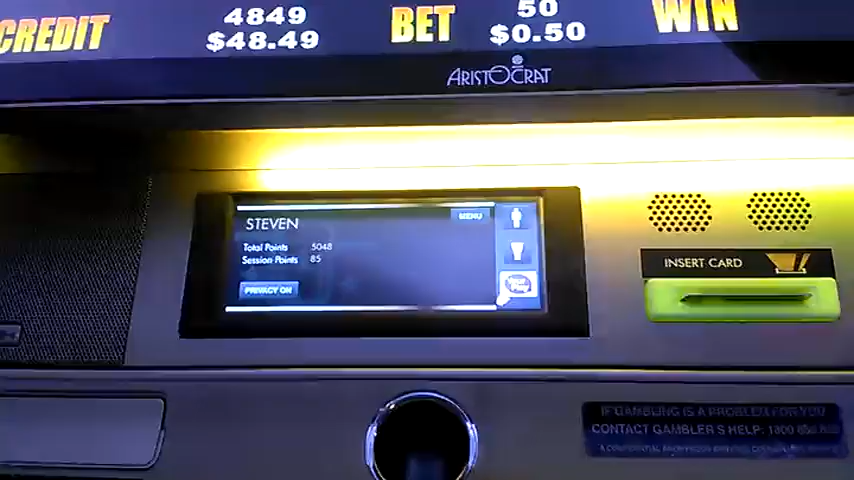 CREDIT 4849 BET 50 WIN
$48.49 $0.50
ARISTOCRAT
STEVEN MENU
Total Points 5048
Session Points 85
PRIVACY ON
INSERT CARD
IF GAMBLING IS A PROBLEM FOR YOU
CONTACT GAMBLER'S HELP: 1800 858